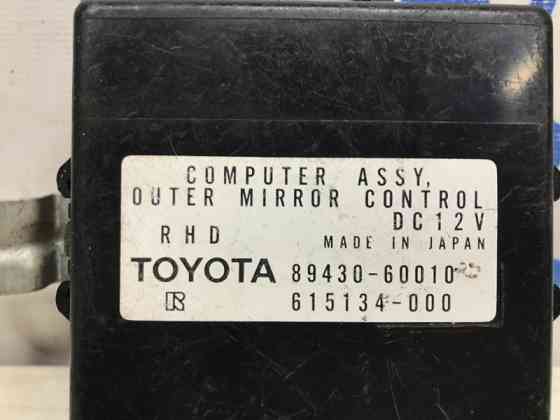 COMPUTER ASSY,
OUTER MIRROR CONTROL
DC12V
RHD MADE IN JAPAN
TOYOTA 89430-60010
R 615134-000